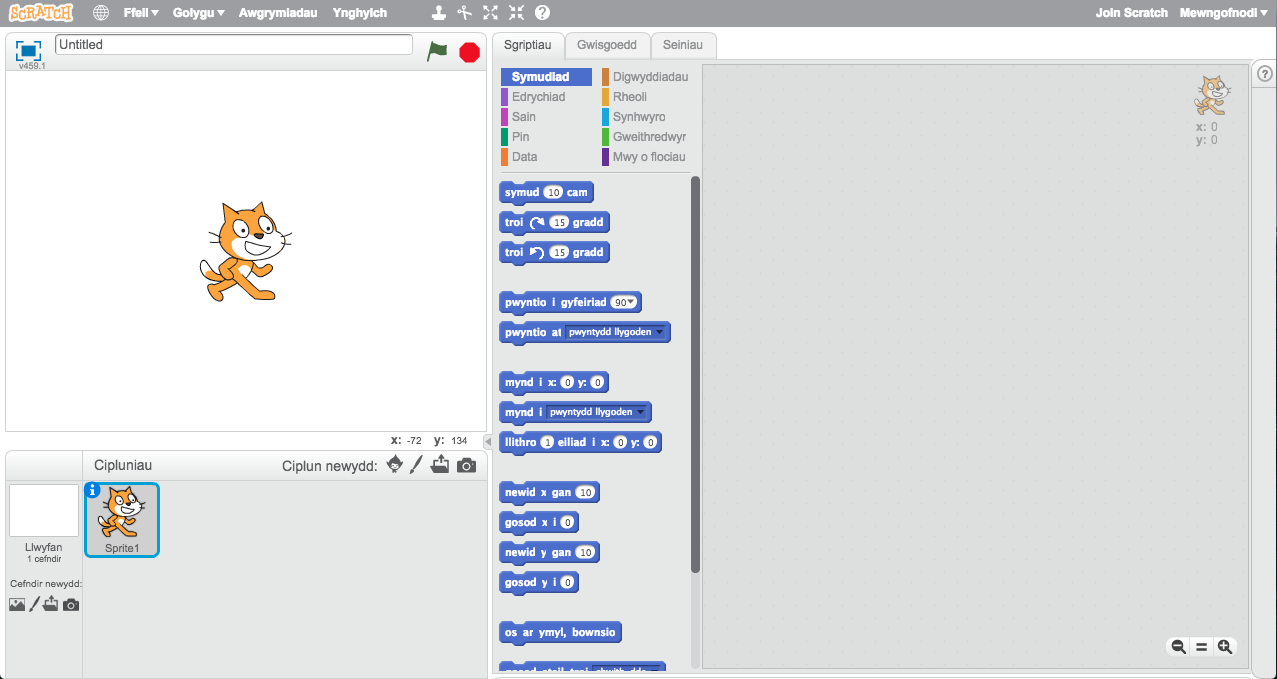 SCRATCH Ffeil Golygu Awgrymiadau Ynghylch Join Scratch Mewngofnodi
Untitled
v459.1
x: -72 y: 134
Cipluniau Ciplun newydd:
Sprite1
Llwyfan
1 cefndir
Cefndir newydd:
Sgriptiau Gwisgoedd Seiniau
Symudiad Digwyddiadau
Edrychiad Rheoli
Sain Synhwyro
Pin Gweithredwyr
Data Mwy o flociau
symud 10 cam
troi 15 gradd
troi 15 gradd
pwyntio i gyfeiriad 90
pwyntio at pwyntydd llygoden
mynd i x: 0 y: 0
mynd i pwyntydd llygoden
llithro 1 eiliad i x: 0 y: 0
newid x gan 10
gosod x i 0
newid y gan 10
gosod y i 0
os ar ymyl, bownsio
x: 0
y: 0